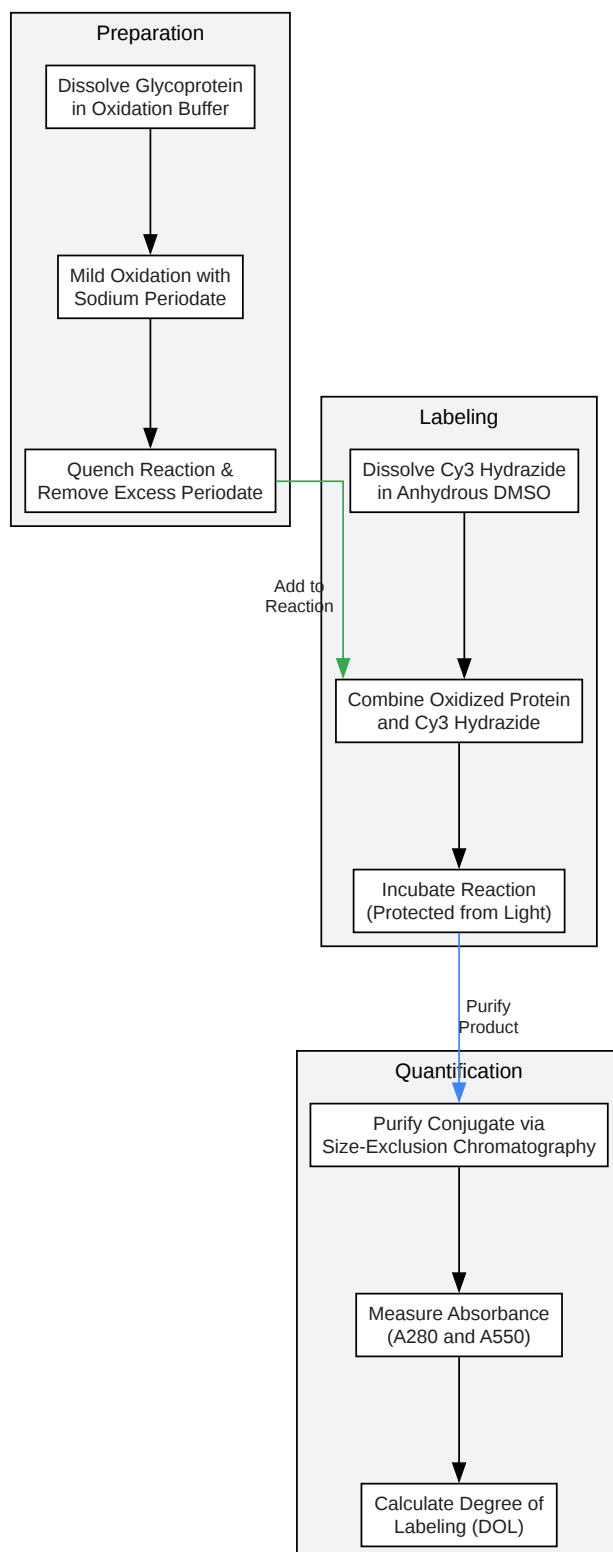 Preparation
Dissolve Glycoprotein
in Oxidation Buffer
Mild Oxidation with
Sodium Periodate
Quench Reaction &
Remove Excess Periodate
Labeling
Dissolve Cy3 Hydrazide
in Anhydrous DMSO
Add to
Reaction
Combine Oxidized Protein
and Cy3 Hydrazide
Incubate Reaction
(Protected from Light)
Purify
Product
Quantification
Purify Conjugate via
Size-Exclusion Chromatography
Measure Absorbance
(A280 and A550)
Calculate Degree of
Labeling (DOL)